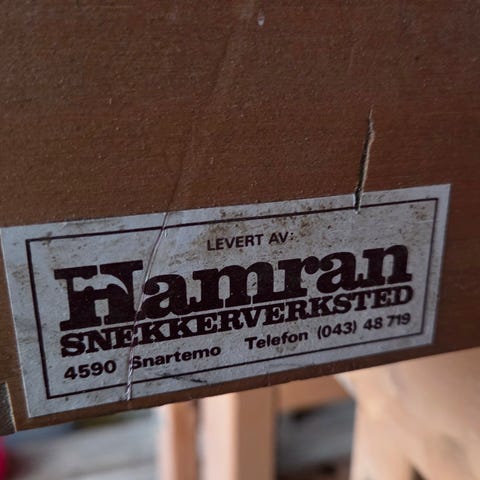 LEVERT AV:
Hamran
SNEKKERVERKSTED
4590 Snartemo Telefon (043) 48 719